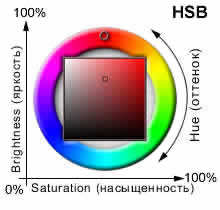 100%
HSB
Brightness (яркость)
Hue (оттенок)
100%
0%
Saturation (насыщенность)